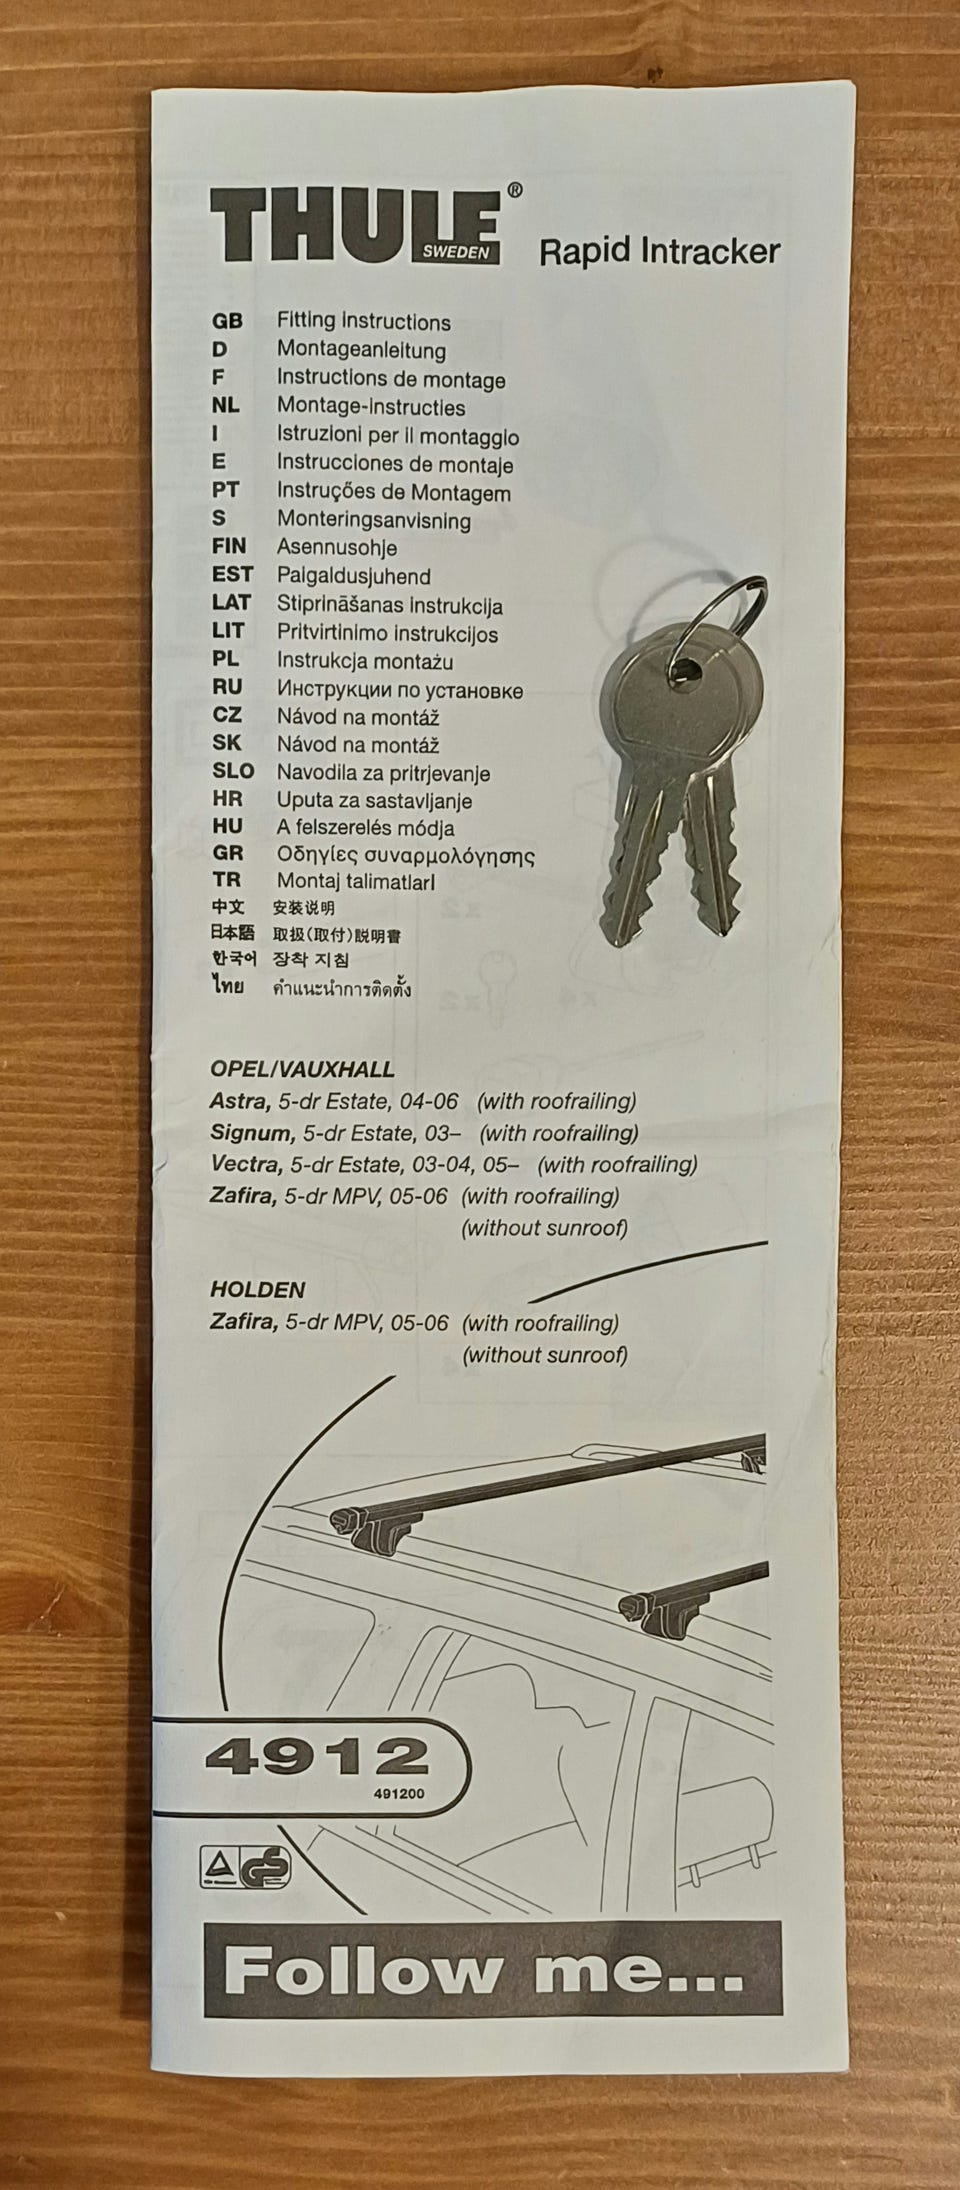 THULE®
SWEDEN
Rapid Intracker
GB Fitting instructions
D Montageanleitung
F Instructions de montage
NL Montage-instructies
I Istruzioni per il montaggio
E Instrucciones de montaje
PT Instruções de Montagem
S Monteringsanvisning
FIN Asennusohje
EST Paigaldusjuhend
LAT Stiprināšanas instrukcija
LIT Pritvirtinimo instrukcijos
PL Instrukcja montażu
RU Инструкции по установке
CZ Návod na montáž
SK Návod na montáž
SLO Navodila za pritrjevanje
HR Uputa za sastavljanje
HU A felszerelés módja
GR Οδηγίες συναρμολόγησης
TR Montaj talimatlarI
中文 安装说明
日本語 取扱(取付)説明書
한국어 장착 지침
ไทย คำแนะนำการติดตั้ง
OPEL/VAUXHALL
Astra, 5-dr Estate, 04-06 (with roofrailing)
Signum, 5-dr Estate, 03– (with roofrailing)
Vectra, 5-dr Estate, 03-04, 05– (with roofrailing)
Zafira, 5-dr MPV, 05-06 (with roofrailing)
(without sunroof)
HOLDEN
Zafira, 5-dr MPV, 05-06 (with roofrailing)
(without sunroof)
4912
491200
Follow me...